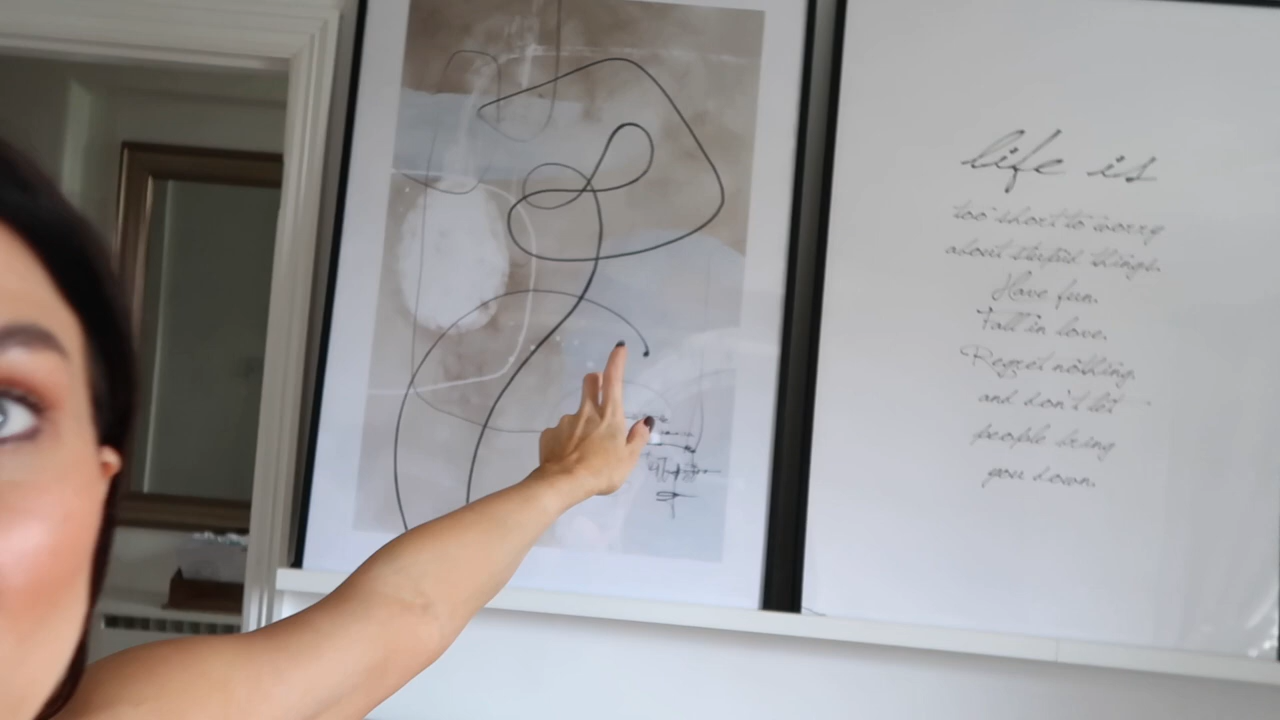 life is
too short to worry
about stupid things.
Have fun.
Fall in love.
Regret nothing,
and don't let
people bring
you down.